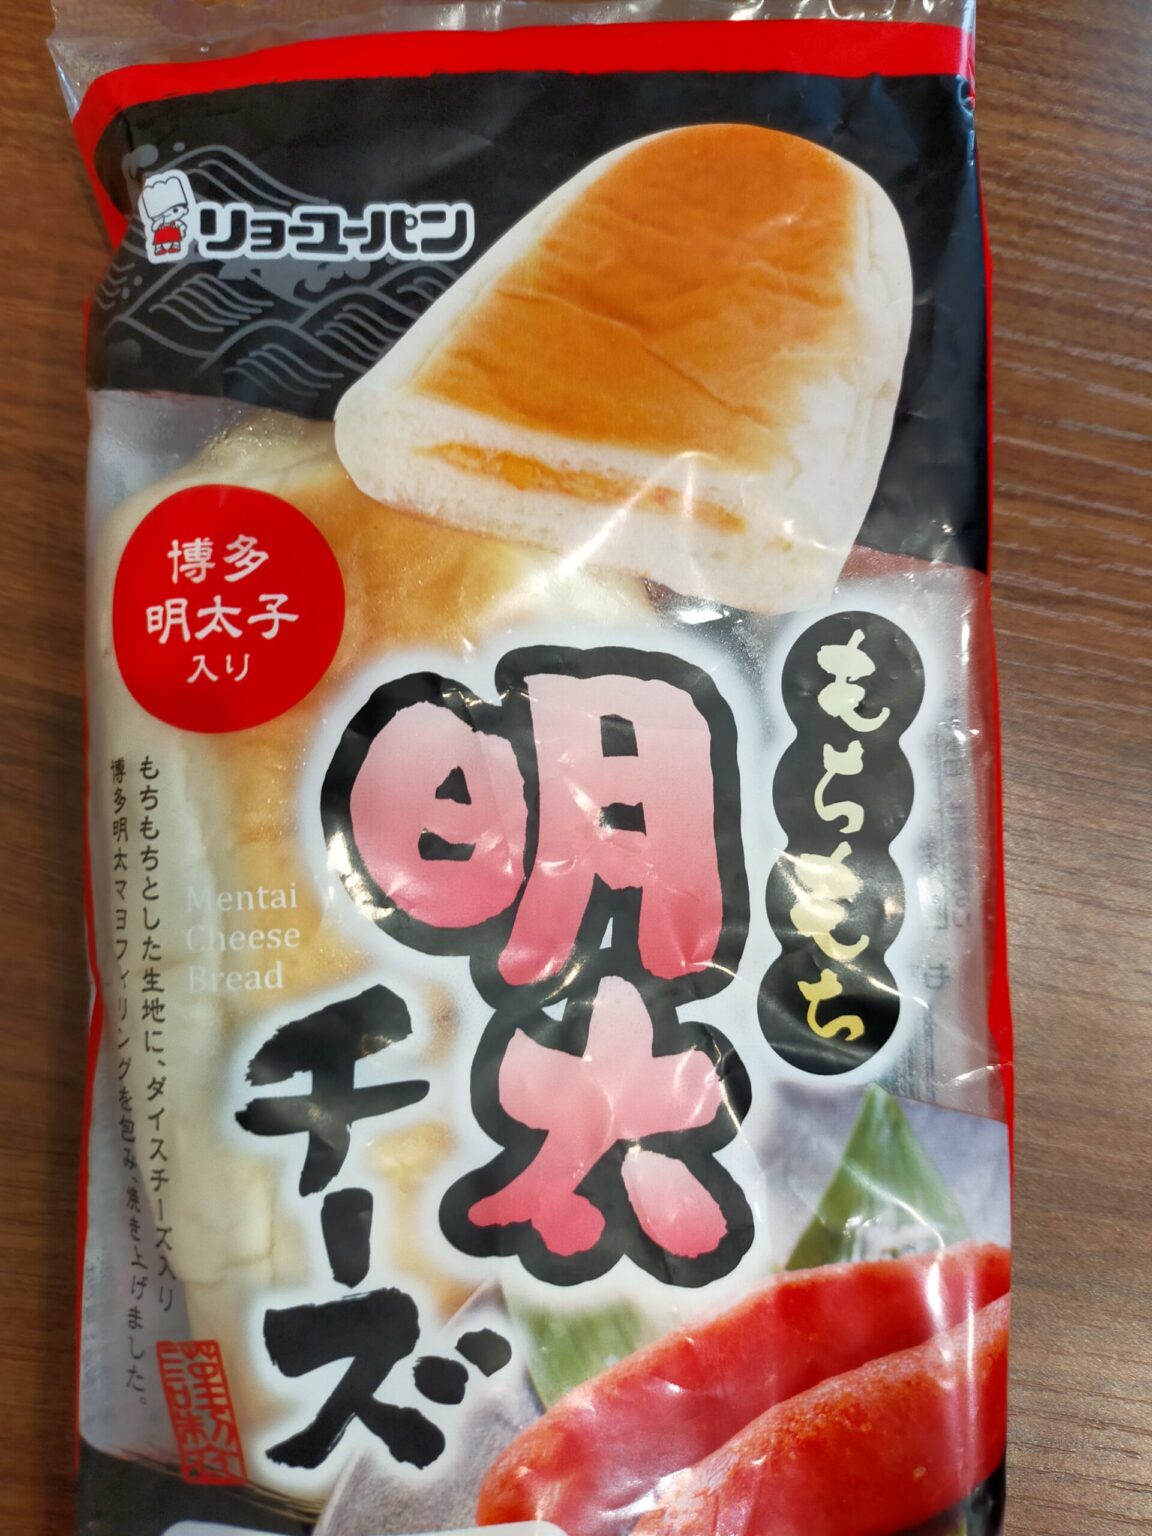 リョーユーパン
博多
明太子
入り
もちもち
明太
チーズ
Mentai
Cheese
Bread
もちもちとした生地に、ダイスチーズ入り
博多明太マヨフィリングを包み、焼き上げました。